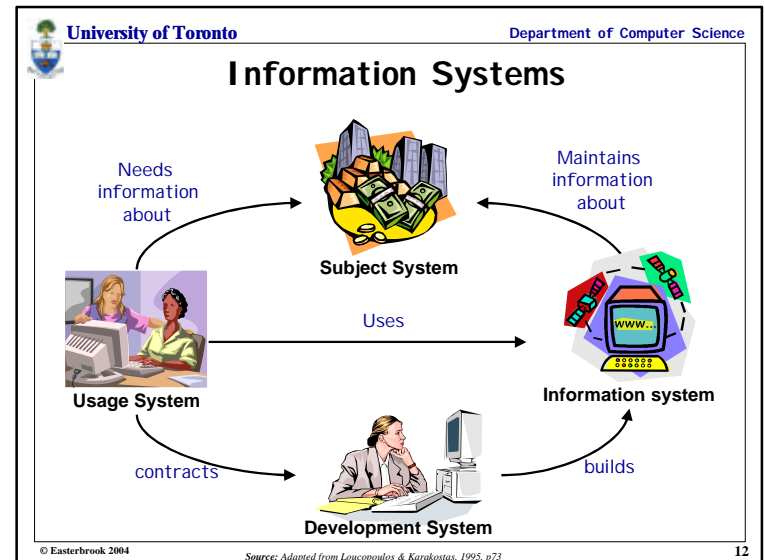 University of Toronto
Department of Computer Science
Information Systems
Needs
information
about
Maintains
information
about
Subject System
Uses
www...
Usage System
Information system
contracts
builds
Development System
© Easterbrook 2004
Source: Adapted from Loucopoulos & Karakostas, 1995, p73
12